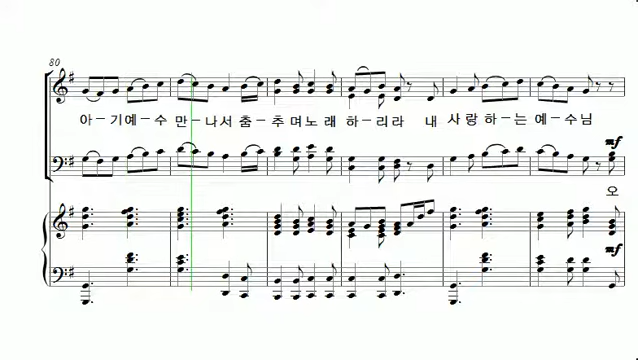 80
아-기예-수 만-나서춤-추며노래 하-리라 내 사랑하-는 예-수님
mf
오
mf